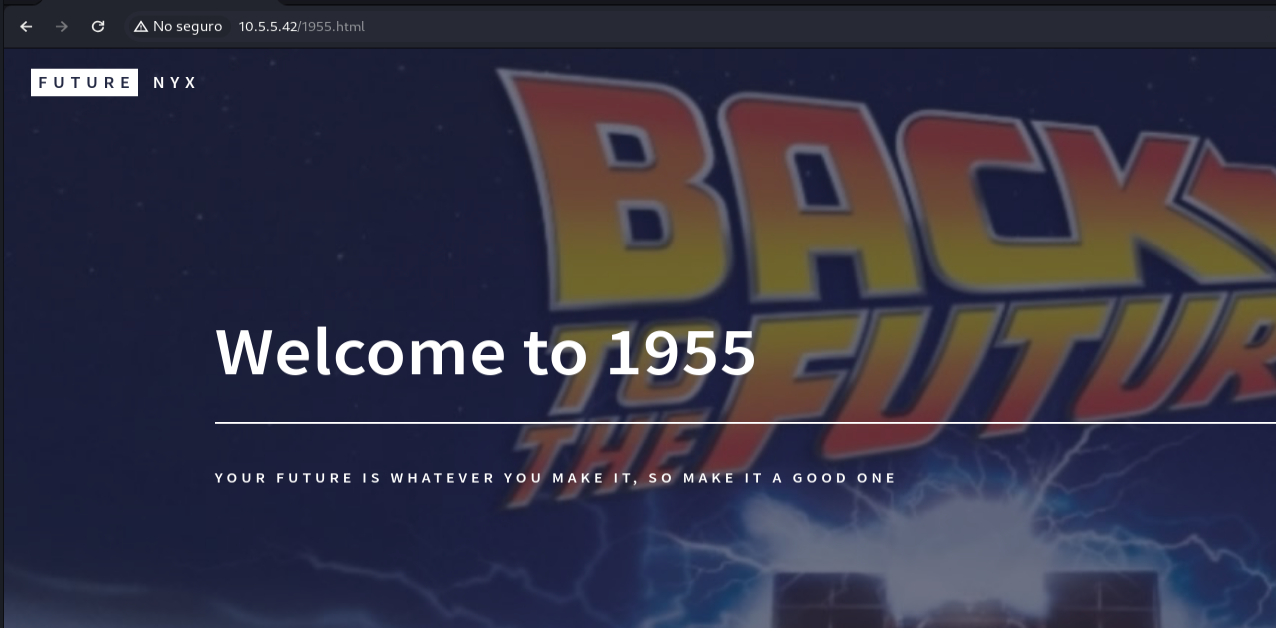 No seguro 10.5.5.42/1955.html
FUTURE NYX
BACK
TO
THE FUTUR
Welcome to 1955
YOUR FUTURE IS WHATEVER YOU MAKE IT, SO MAKE IT A GOOD ONE